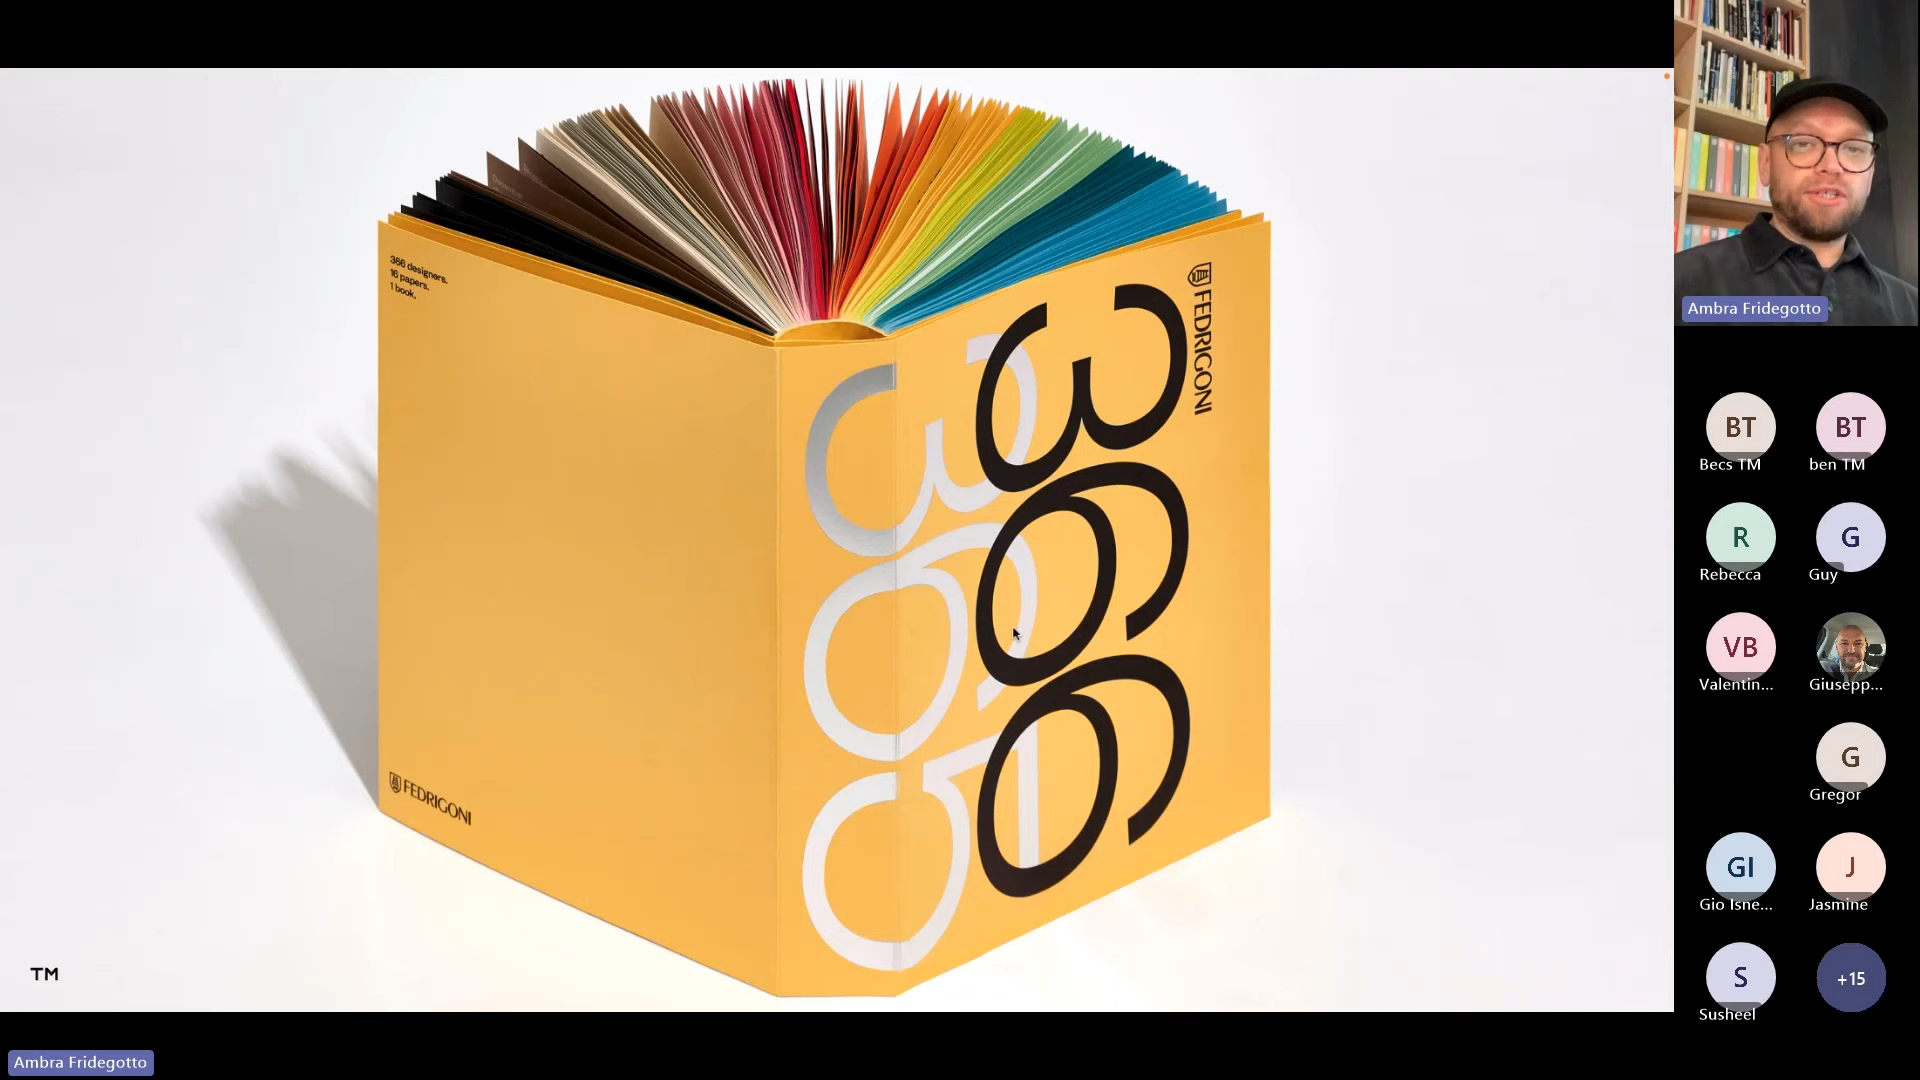 366 designers.
16 papers.
1 book.
FEDRIGONI
365
366
FEDRIGONI
TM
Ambra Fridegotto
Ambra Fridegotto
BT
Becs TM
BT
ben TM
R
Rebecca
G
Guy
VB
Valentin...
Giusepp...
G
Gregor
GI
Gio Isne...
J
Jasmine
S
Susheel
+15